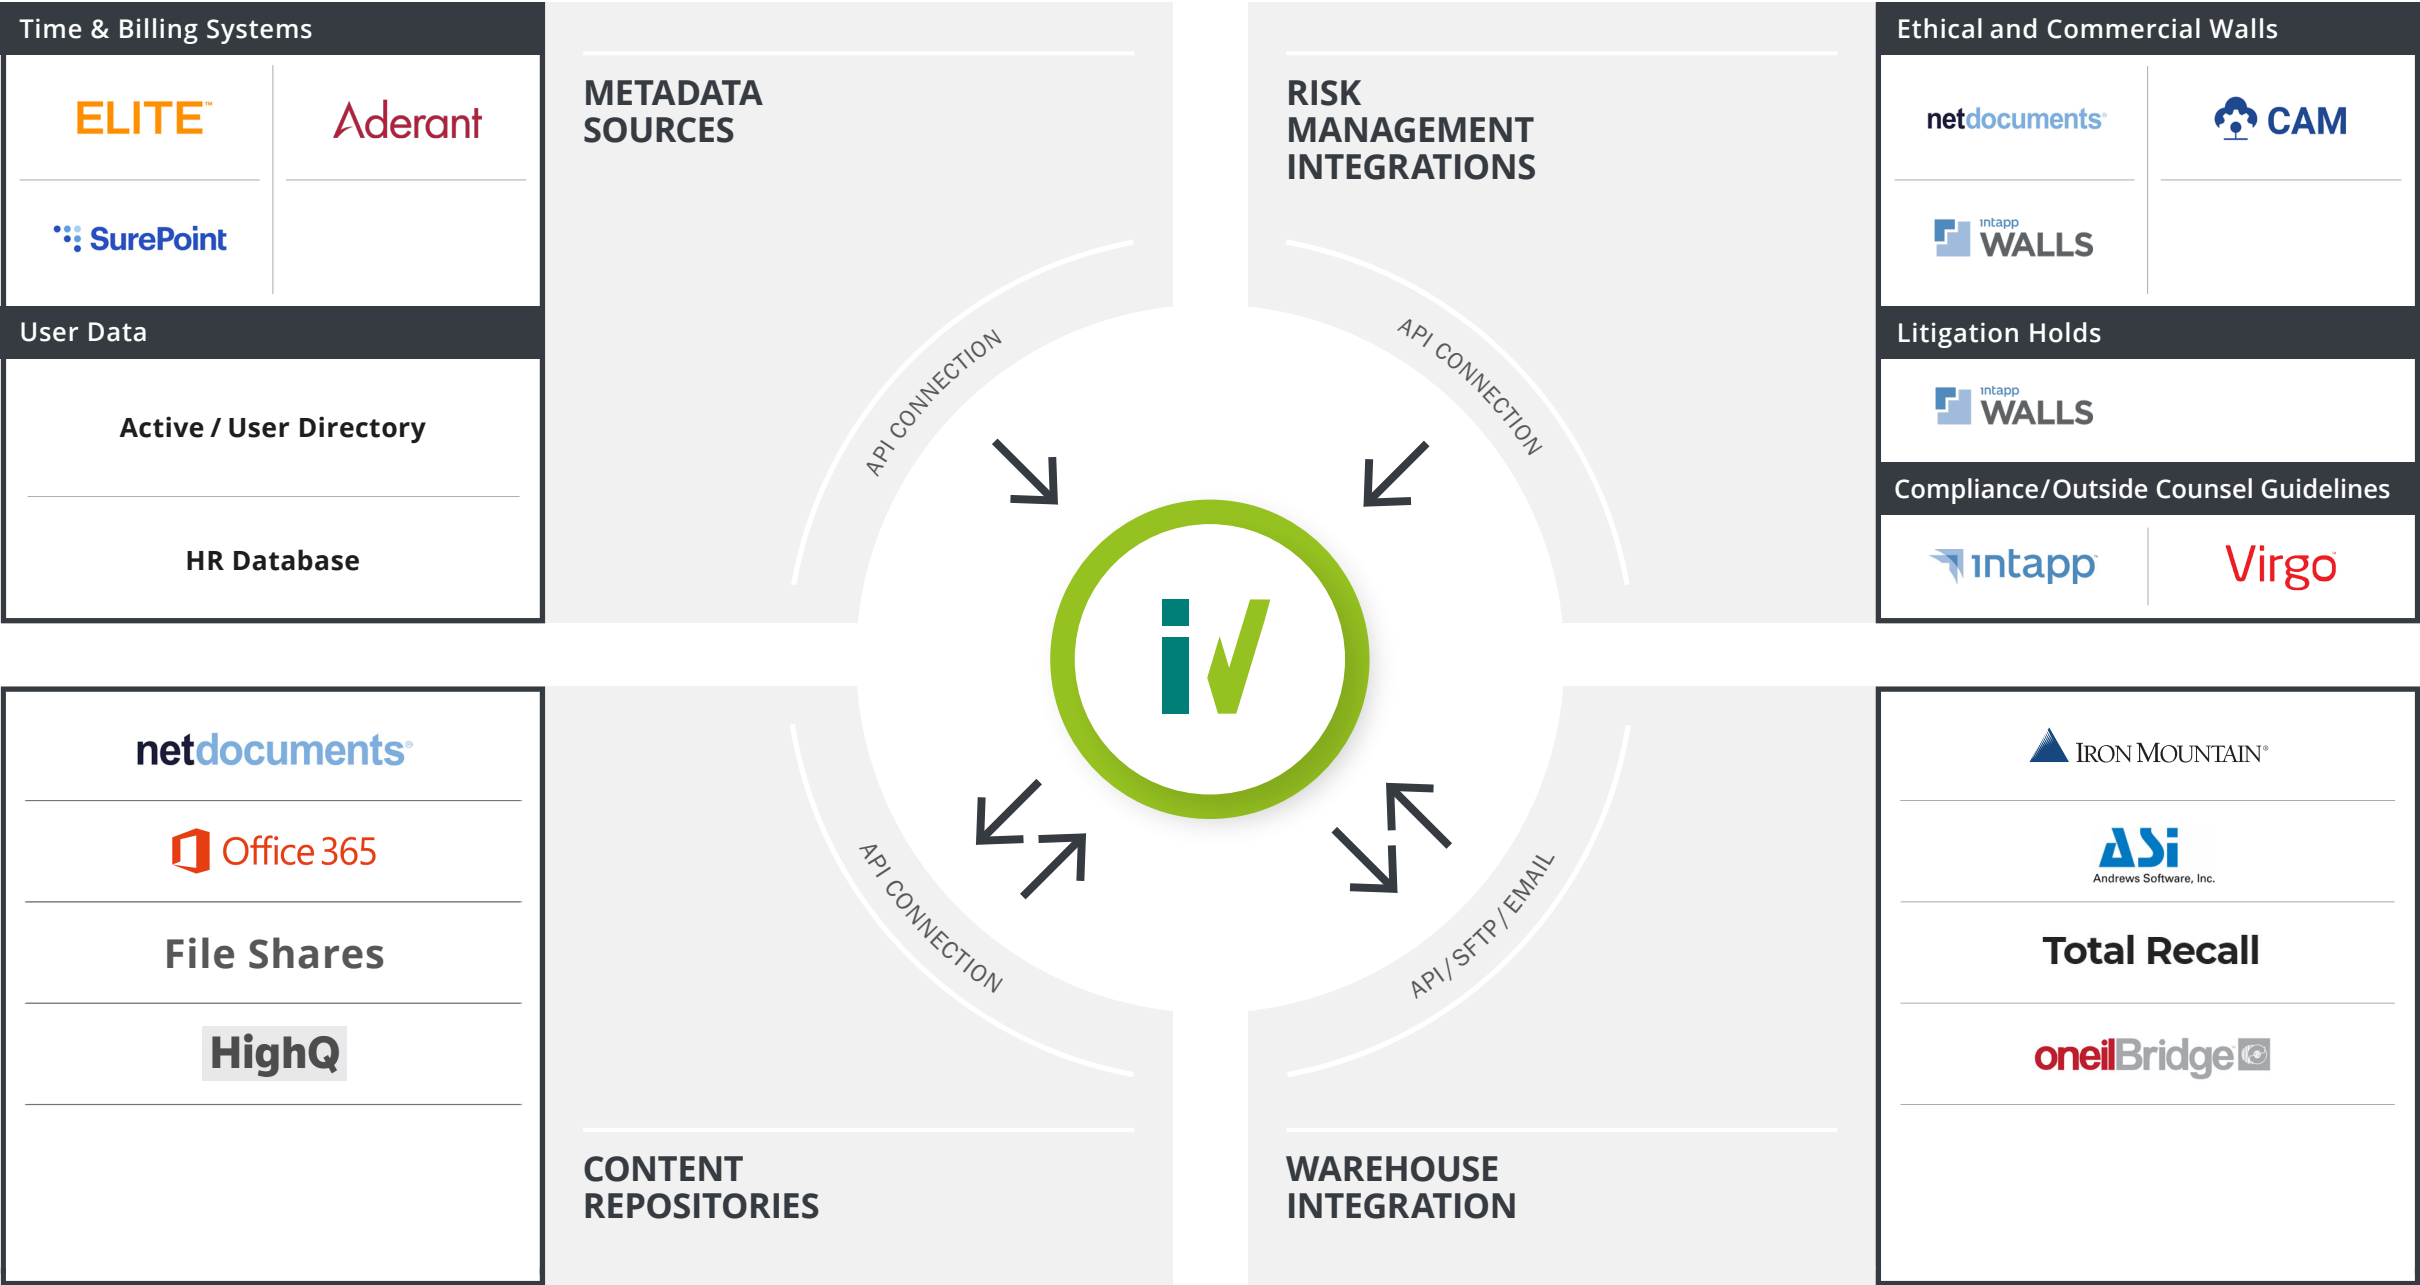 Time & Billing Systems
ELITE™
Aderant
SurePoint
User Data
Active / User Directory
HR Database
METADATA
SOURCES
API CONNECTION
RISK
MANAGEMENT
INTEGRATIONS
API CONNECTION
Ethical and Commercial Walls
netdocuments®
CAM
intapp
WALLS
Litigation Holds
intapp
WALLS
Compliance/Outside Counsel Guidelines
intapp
Virgo
iV
netdocuments®
Office 365
File Shares
HighQ
API CONNECTION
CONTENT
REPOSITORIES
API / SFTP / EMAIL
WAREHOUSE
INTEGRATION
IRON MOUNTAIN®
ASi
Andrews Software, Inc.
Total Recall
oneilBridge